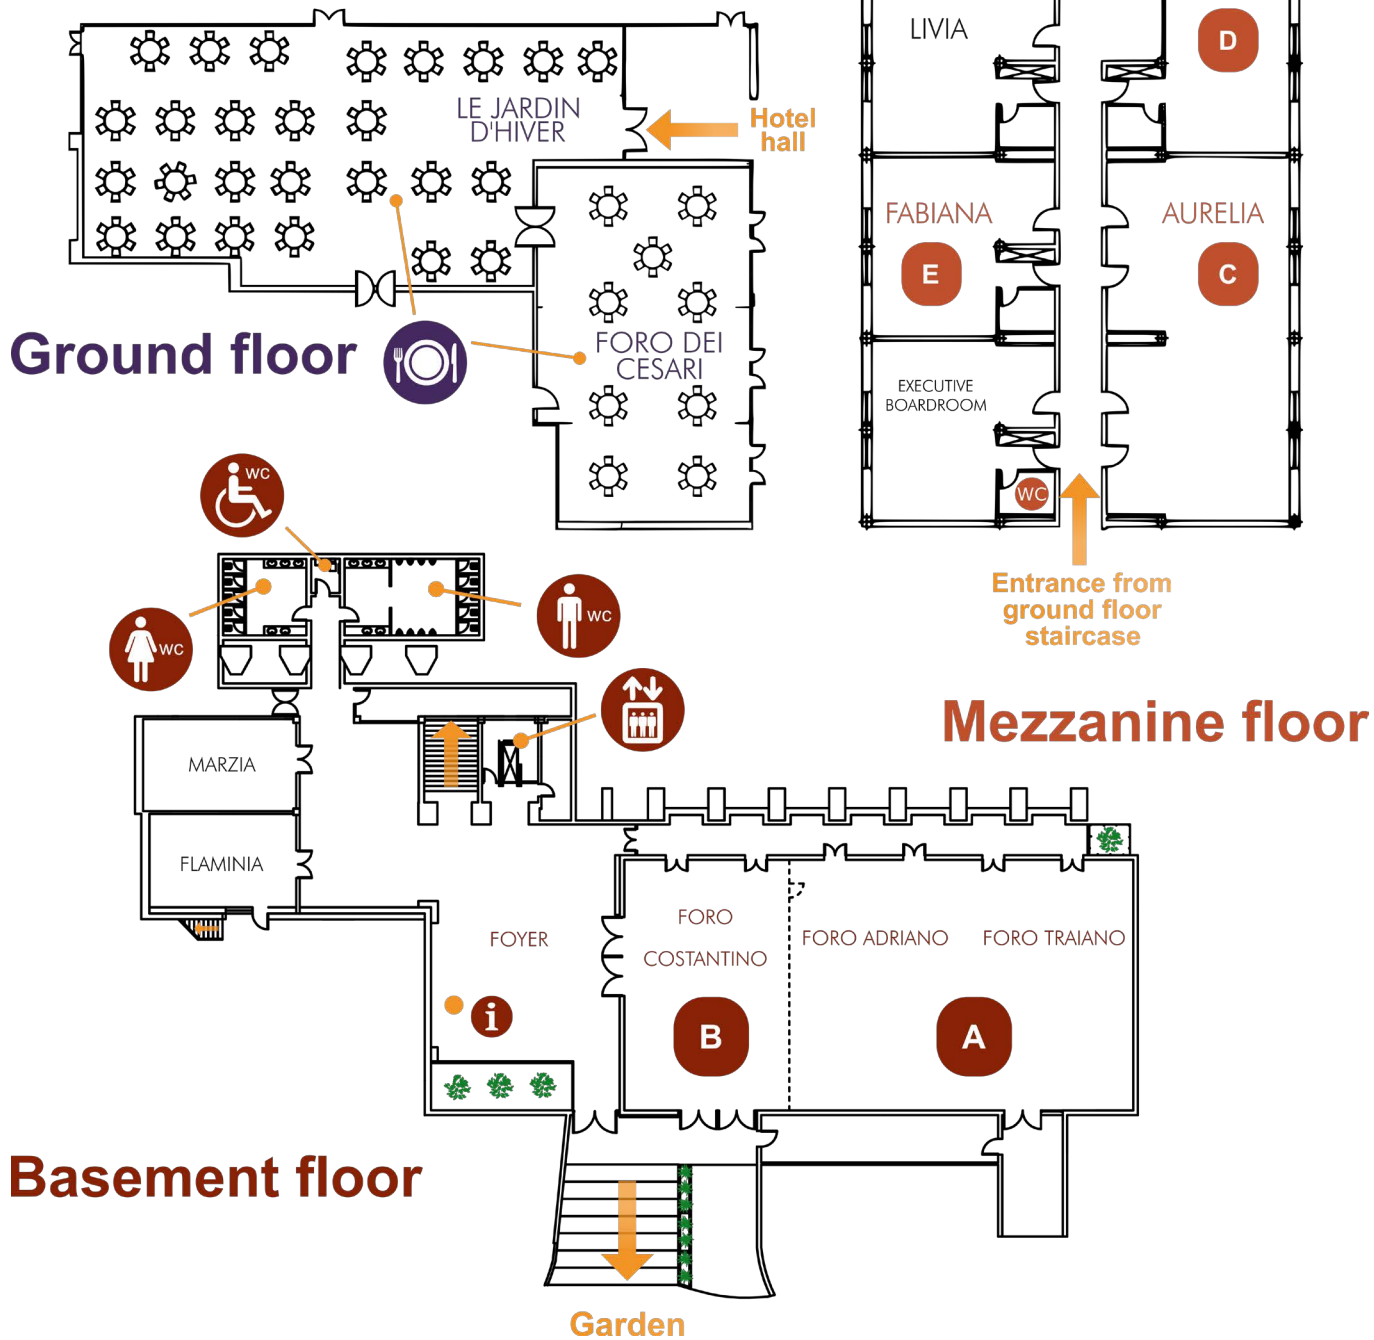 LE JARDIN
D'HIVER
Hotel
hall
FORO DEI
CESARI
Ground floor
LIVIA
D
FABIANA
E
AURELIA
C
EXECUTIVE
BOARDROOM
WC
Entrance from
ground floor
staircase
Mezzanine floor
WC
WC
WC
MARZIA
FLAMINIA
FOYER
i
FORO
COSTANTINO
B
FORO ADRIANO
FORO TRAIANO
A
Basement floor
Garden